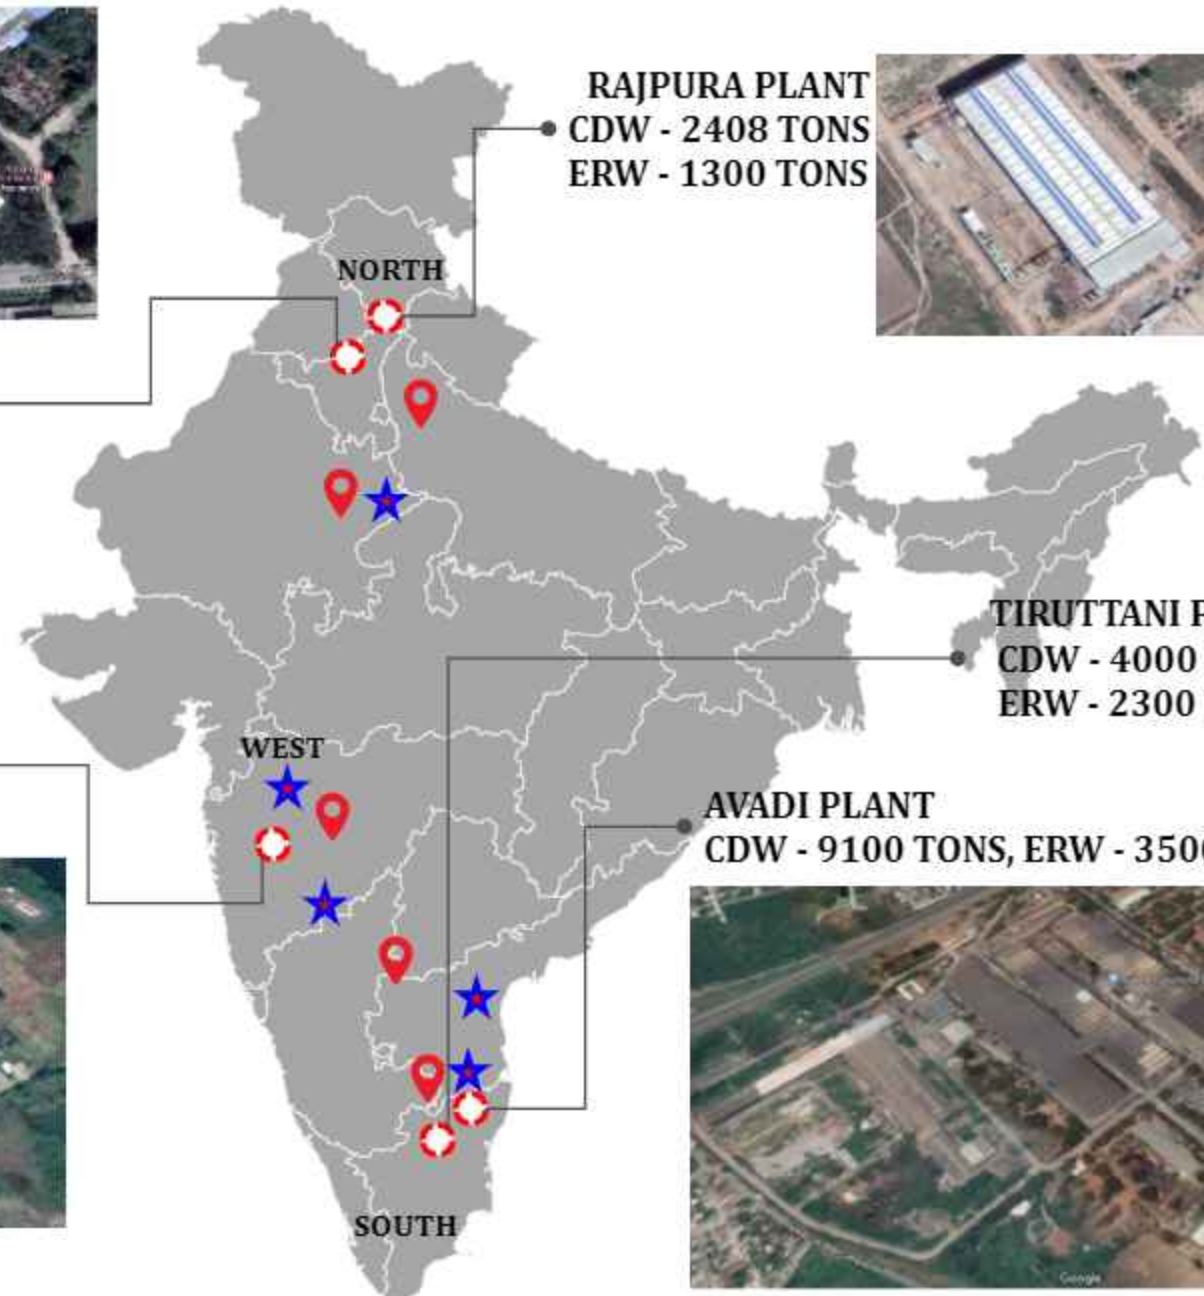 RAJPURA PLANT
CDW - 2408 TONS
ERW - 1300 TONS
NORTH
TIRUTTANI
CDW - 4000
ERW - 2300
WEST
AVADI PLANT
CDW - 9100 TONS, ERW - 3500
SOUTH
Google